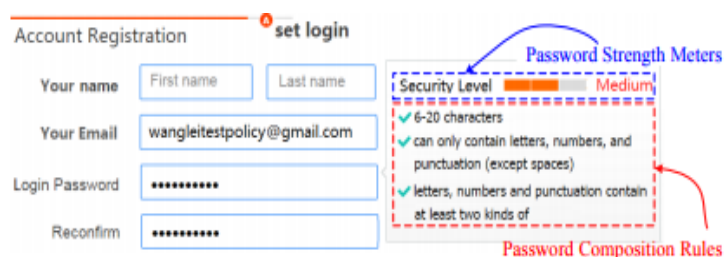 A
Account Registration
set login
Password Strength Meters
Your name
First name
Last name
Security Level
Medium
6-20 characters
Your Email
wangleitestpolicy@gmail.com
can only contain letters, numbers, and
punctuation (except spaces)
Login Password
••••••••••
letters, numbers and punctuation contain
at least two kinds of
Reconfirm
••••••••••
Password Composition Rules